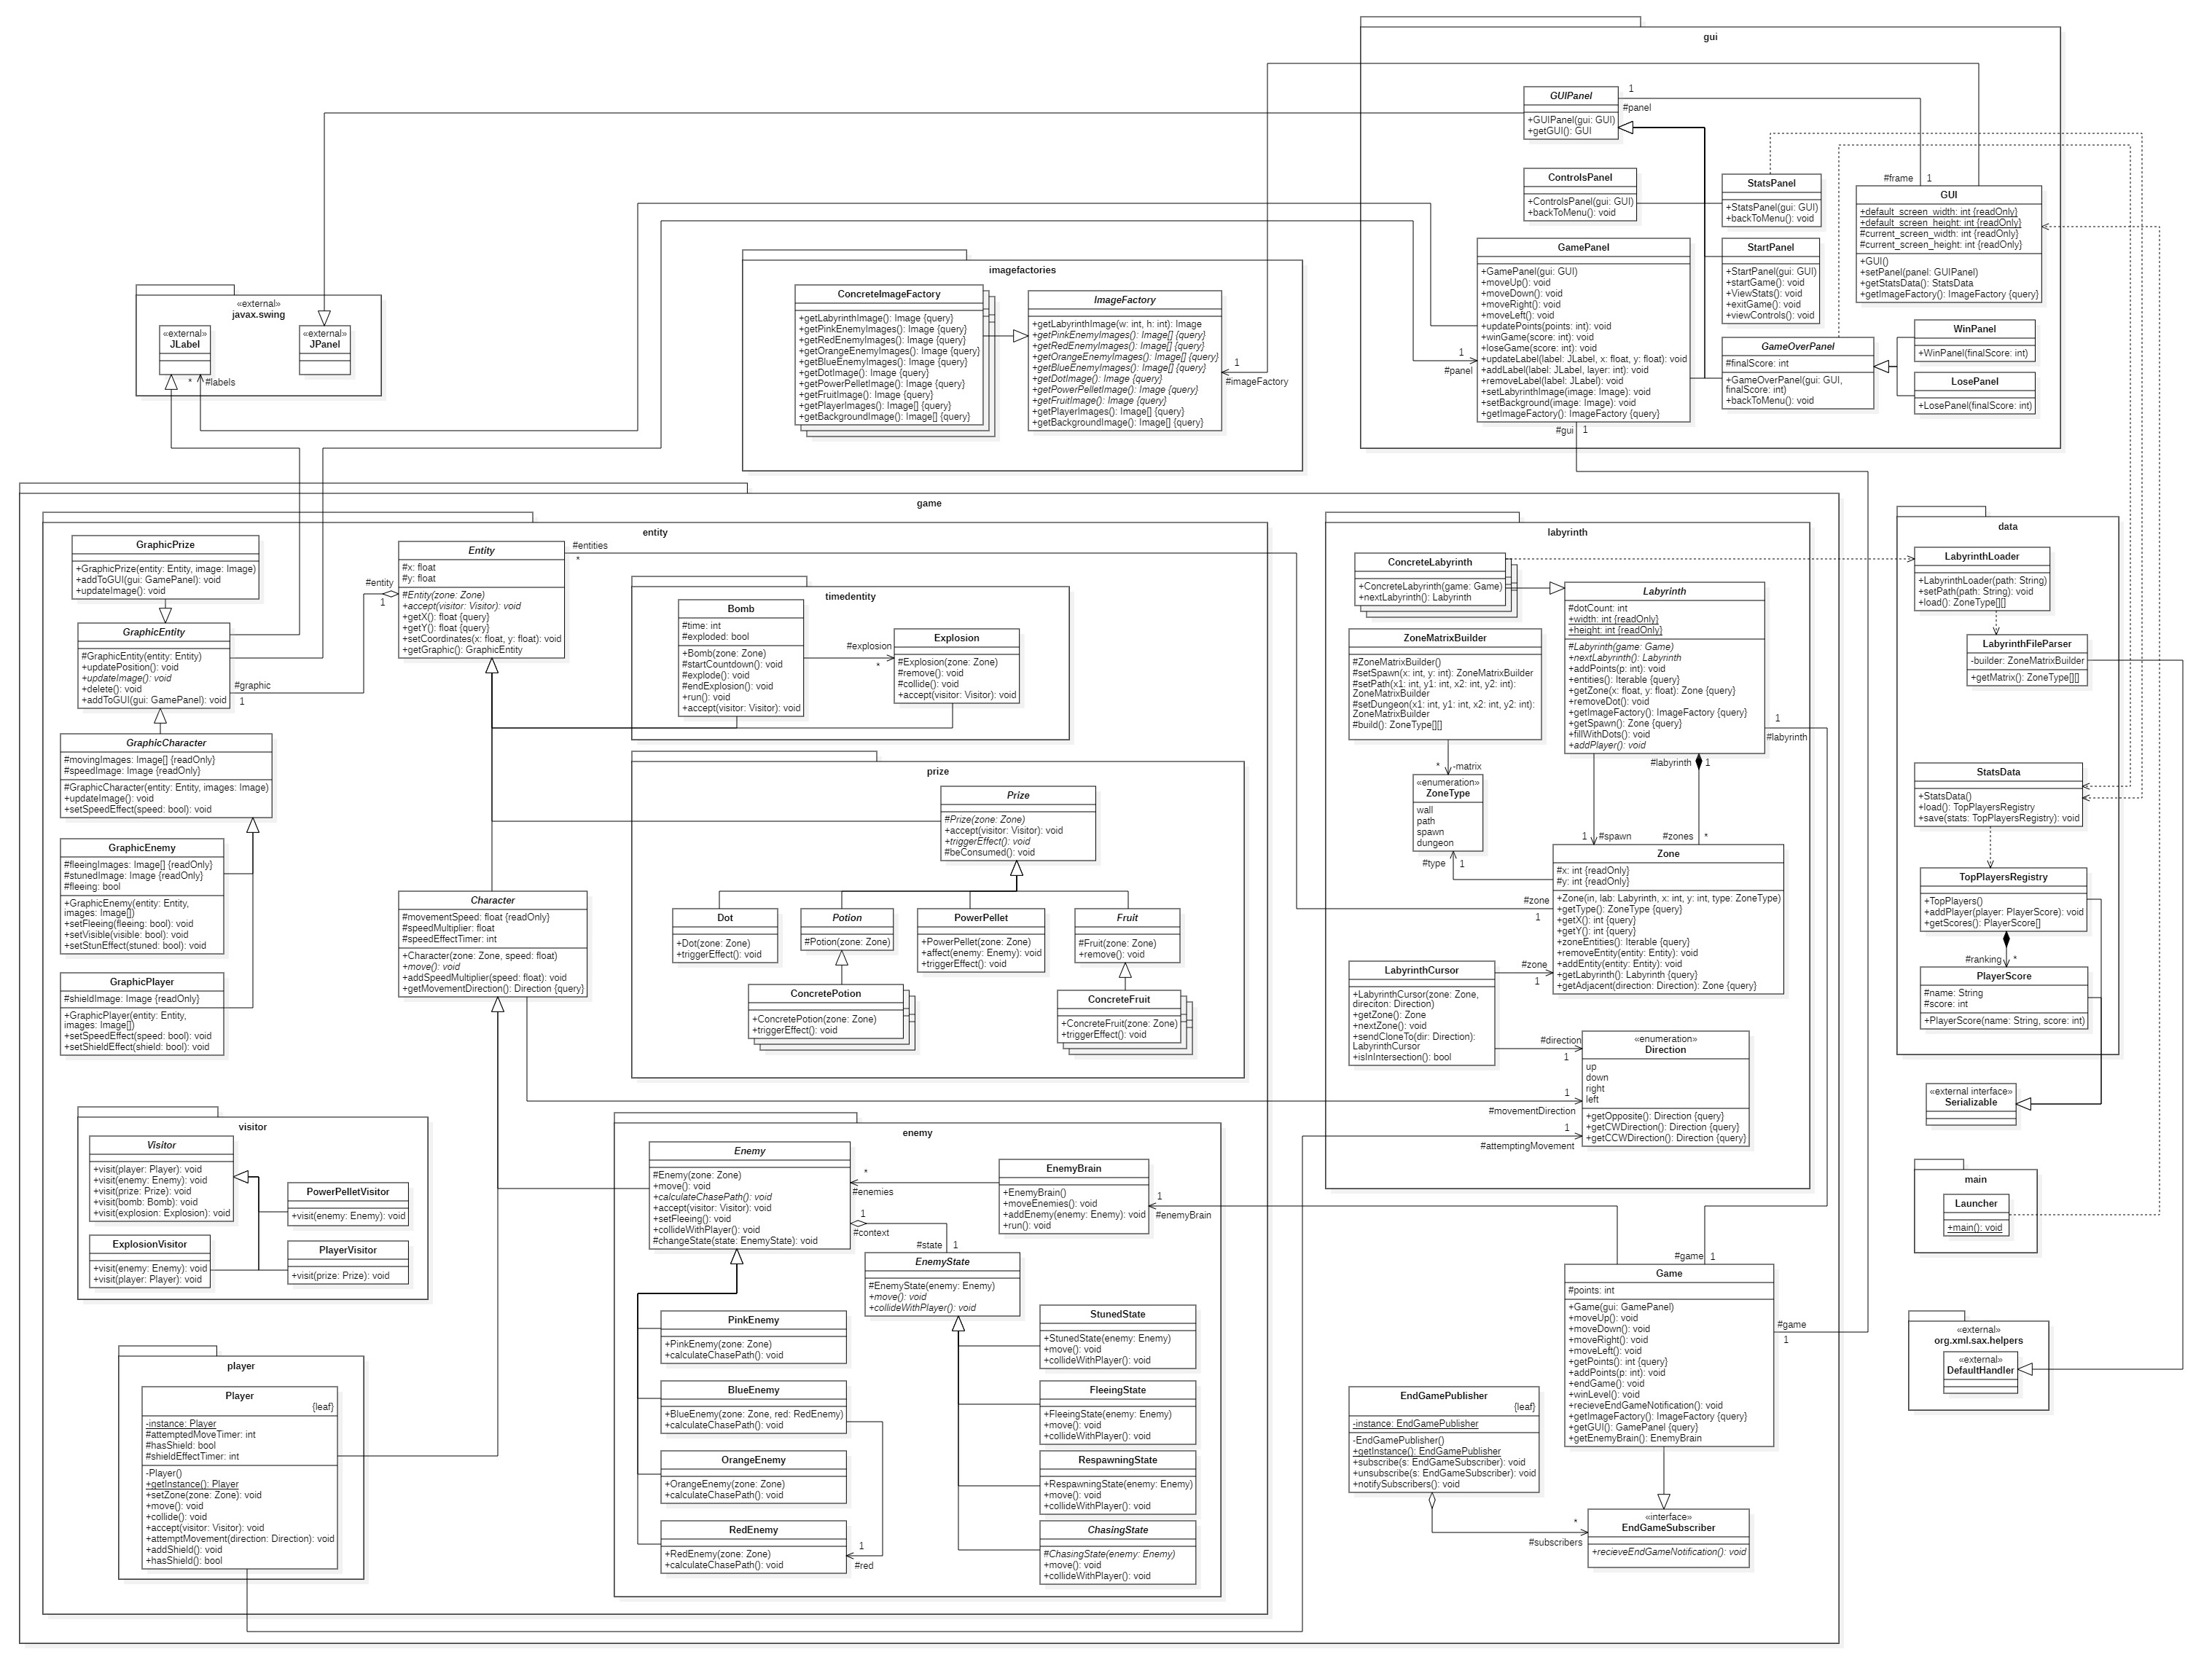 gui
GUIPanel
+GUIPanel(gui: GUI)
+getGUI(): GUI
1
#panel
ControlsPanel
+ControlsPanel(gui: GUI)
+backToMenu(): void
StatsPanel
+StatsPanel(gui: GUI)
+backToMenu(): void
#frame
1
GUI
+default_screen_width: int {readOnly}
+default_screen_height: int {readOnly}
#current_screen_width: int {readOnly}
#current_screen_height: int {readOnly}
+GUI()
+setPanel(panel: GUIPanel)
+getStatsData(): StatsData
+getImageFactory(): ImageFactory {query}
GamePanel
+GamePanel(gui: GUI)
+moveUp(): void
+moveDown(): void
+moveRight(): void
+moveLeft(): void
+updatePoints(points: int): void
+winGame(score: int): void
+loseGame(score: int): void
+updateLabel(label: JLabel, x: float, y: float): void
+addLabel(label: JLabel, layer: int): void
+removeLabel(label: JLabel): void
+setLabyrinthImage(image: Image): void
+setBackground(image: Image): void
+getImageFactory(): ImageFactory {query}
1
#panel
#gui
1
StartPanel
+StartPanel(gui: GUI)
+startGame(): void
+ViewStats(): void
+exitGame(): void
+viewControls(): void
GameOverPanel
#finalScore: int
+GameOverPanel(gui: GUI,
finalScore: int)
+backToMenu(): void
WinPanel
+WinPanel(finalScore: int)
LosePanel
+LosePanel(finalScore: int)
imagefactories
ConcreteImageFactory
+getLabyrinthImage(): Image {query}
+getPinkEnemyImages(): Image {query}
+getRedEnemyImages(): Image {query}
+getOrangeEnemyImages(): Image {query}
+getBlueEnemyImages(): Image {query}
+getDotImage(): Image {query}
+getPowerPelletImage(): Image {query}
+getFruitImage(): Image {query}
+getPlayerImages(): Image[] {query}
+getBackgroundImage(): Image[] {query}
ImageFactory
+getLabyrinthImage(w: int, h: int): Image
+getPinkEnemyImages(): Image[] {query}
+getRedEnemyImages(): Image[] {query}
+getOrangeEnemyImages(): Image[] {query}
+getBlueEnemyImages(): Image[] {query}
+getDotImage(): Image {query}
+getPowerPelletImage(): Image {query}
+getFruitImage(): Image {query}
+getPlayerImages(): Image[] {query}
+getBackgroundImage(): Image[] {query}
1
#imageFactory
«external»
javax.swing
«external»
JLabel
«external»
JPanel
*
#labels
game
entity
GraphicPrize
+GraphicPrize(entity: Entity, image: Image)
+addToGUI(gui: GamePanel): void
+updateImage(): void
GraphicEntity
#GraphicEntity(entity: Entity)
+updatePosition(): void
+updateImage(): void
+delete(): void
+addToGUI(gui: GamePanel): void
#entity
1
#graphic
1
GraphicCharacter
#movingImages: Image[] {readOnly}
#speedImage: Image {readOnly}
#GraphicCharacter(entity: Entity, images: Image)
+updateImage(): void
+setSpeedEffect(speed: bool): void
GraphicEnemy
#fleeingImages: Image[] {readOnly}
#stunedImage: Image {readOnly}
#fleeing: bool
+GraphicEnemy(entity: Entity,
images: Image[])
+setFleeing(fleeing: bool): void
+setVisible(visible: bool): void
+setStunEffect(stuned: bool): void
GraphicPlayer
#shieldImage: Image {readOnly}
+GraphicPlayer(entity: Entity,
images: Image[])
+setSpeedEffect(speed: bool): void
+setShieldEffect(shield: bool): void
Entity
#x: float
#y: float
#Entity(zone: Zone)
+accept(visitor: Visitor): void
+getX(): float {query}
+getY(): float {query}
+setCoordinates(x: float, y: float): void
+getGraphic(): GraphicEntity
#entities
*
timedentity
Bomb
#time: int
#exploded: bool
+Bomb(zone: Zone)
#startCountdown(): void
#explode(): void
#endExplosion(): void
+run(): void
+accept(visitor: Visitor): void
#explosion
*
Explosion
#Explosion(zone: Zone)
#remove(): void
#collide(): void
+accept(visitor: Visitor): void
prize
Prize
#Prize(zone: Zone)
+accept(visitor: Visitor): void
+triggerEffect(): void
#beConsumed(): void
Dot
+Dot(zone: Zone)
+triggerEffect(): void
Potion
#Potion(zone: Zone)
PowerPellet
+PowerPellet(zone: Zone)
+affect(enemy: Enemy): void
+triggerEffect(): void
Fruit
#Fruit(zone: Zone)
+remove(): void
ConcretePotion
+ConcretePotion(zone: Zone)
+triggerEffect(): void
ConcreteFruit
+ConcreteFruit(zone: Zone)
+triggerEffect(): void
Character
#movementSpeed: float {readOnly}
#speedMultiplier: float
#speedEffectTimer: int
+Character(zone: Zone, speed: float)
+move(): void
+addSpeedMultiplier(speed: float): void
+getMovementDirection(): Direction {query}
visitor
Visitor
+visit(player: Player): void
+visit(enemy: Enemy): void
+visit(prize: Prize): void
+visit(bomb: Bomb): void
+visit(explosion: Explosion): void
PowerPelletVisitor
+visit(enemy: Enemy): void
ExplosionVisitor
+visit(enemy: Enemy): void
+visit(player: Player): void
PlayerVisitor
+visit(prize: Prize): void
player
Player
{leaf}
-instance: Player
#attemptedMoveTimer: int
#hasShield: bool
#shieldEffectTimer: int
-Player()
+getInstance(): Player
+setZone(zone: Zone): void
+move(): void
+collide(): void
+accept(visitor: Visitor): void
+attemptMovement(direction: Direction): void
+addShield(): void
+hasShield(): bool
enemy
Enemy
#Enemy(zone: Zone)
+move(): void
+calculateChasePath(): void
+accept(visitor: Visitor): void
+setFleeing(): void
+collideWithPlayer(): void
#changeState(state: EnemyState): void
*
#enemies
1
#context
#state
1
EnemyBrain
+EnemyBrain()
+moveEnemies(): void
+addEnemy(enemy: Enemy): void
+run(): void
1
#enemyBrain
EnemyState
#EnemyState(enemy: Enemy)
+move(): void
+collideWithPlayer(): void
PinkEnemy
+PinkEnemy(zone: Zone)
+calculateChasePath(): void
BlueEnemy
+BlueEnemy(zone: Zone, red: RedEnemy)
+calculateChasePath(): void
OrangeEnemy
+OrangeEnemy(zone: Zone)
+calculateChasePath(): void
RedEnemy
+RedEnemy(zone: Zone)
+calculateChasePath(): void
1
#red
StunedState
+StunedState(enemy: Enemy)
+move(): void
+collideWithPlayer(): void
FleeingState
+FleeingState(enemy: Enemy)
+move(): void
+collideWithPlayer(): void
RespawningState
+RespawningState(enemy: Enemy)
+move(): void
+collideWithPlayer(): void
ChasingState
#ChasingState(enemy: Enemy)
+move(): void
+collideWithPlayer(): void
labyrinth
ConcreteLabyrinth
+ConcreteLabyrinth(game: Game)
+nextLabyrinth(): Labyrinth
Labyrinth
#dotCount: int
+width: int {readOnly}
+height: int {readOnly}
#Labyrinth(game: Game)
+nextLabyrinth(): Labyrinth
+addPoints(p: int): void
+entities(): Iterable {query}
+getZone(x: float, y: float): Zone {query}
+removeDot(): void
+getImageFactory(): ImageFactory {query}
+getSpawn(): Zone {query}
+fillWithDots(): void
+addPlayer(): void
1
#labyrinth
ZoneMatrixBuilder
#ZoneMatrixBuilder()
#setSpawn(x: int, y: int): ZoneMatrixBuilder
#setPath(x1: int, y1: int, x2: int, y2: int):
ZoneMatrixBuilder
#setDungeon(x1: int, y1: int, x2: int, y2: int):
ZoneMatrixBuilder
#build(): ZoneType[][]
*
-matrix
#labyrinth
1
«enumeration»
ZoneType
wall
path
spawn
dungeon
#type
1
1
#spawn
#zones
*
Zone
#x: int {readOnly}
#y: int {readOnly}
+Zone(in, lab: Labyrinth, x: int, y: int, type: ZoneType)
+getType(): ZoneType {query}
+getX(): int {query}
+getY(): int {query}
+zoneEntities(): Iterable {query}
+removeEntity(entity: Entity): void
+addEntity(entity: Entity): void
+getLabyrinth(): Labyrinth {query}
+getAdjacent(direction: Direction): Zone {query}
#zone
1
LabyrinthCursor
+LabyrinthCursor(zone: Zone,
direciton: Direction)
+getZone(): Zone
+nextZone(): void
+sendCloneTo(dir: Direction):
LabyrinthCursor
+isInIntersection(): bool
#zone
1
#direction
1
«enumeration»
Direction
up
down
right
left
+getOpposite(): Direction {query}
+getCWDirection(): Direction {query}
+getCCWDirection(): Direction {query}
1
#movementDirection
1
#attemptingMovement
#game
1
Game
#points: int
+Game(gui: GamePanel)
+moveUp(): void
+moveDown(): void
+moveRight(): void
+moveLeft(): void
+getPoints(): int {query}
+addPoints(p: int): void
+endGame(): void
+winLevel(): void
+recieveEndGameNotification(): void
+getImageFactory(): ImageFactory {query}
+getGUI(): GamePanel {query}
+getEnemyBrain(): EnemyBrain
#game
1
EndGamePublisher
{leaf}
-instance: EndGamePublisher
-EndGamePublisher()
+getInstance(): EndGamePublisher
+subscribe(s: EndGameSubscriber): void
+unsubscribe(s: EndGameSubscriber): void
+notifySubscribers(): void
*
#subscribers
«interface»
EndGameSubscriber
+recieveEndGameNotification(): void
data
LabyrinthLoader
+LabyrinthLoader(path: String)
+setPath(path: String): void
+load(): ZoneType[][]
LabyrinthFileParser
-builder: ZoneMatrixBuilder
+getMatrix(): ZoneType[][]
StatsData
+StatsData()
+load(): TopPlayersRegistry
+save(stats: TopPlayersRegistry): void
TopPlayersRegistry
+TopPlayers()
+addPlayer(player: PlayerScore): void
+getScores(): PlayerScore[]
#ranking
*
PlayerScore
#name: String
#score: int
+PlayerScore(name: String, score: int)
«external interface»
Serializable
main
Launcher
+main(): void
«external»
org.xml.sax.helpers
«external»
DefaultHandler